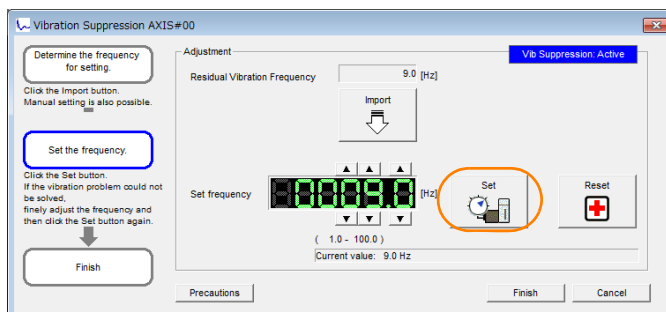 Vibration Suppression AXIS#00
Determine the frequency
for setting.
Click the Import button.
Manual setting is also possible.
Set the frequency.
Click the Set button.
If the vibration problem could not
be solved,
finely adjust the frequency and
then click the Set button again.
Finish
Adjustment
Vib Suppression: Active
Residual Vibration Frequency 9.0 [Hz]
Import
Set frequency 0009.0 [Hz]
Set
Reset
( 1.0 - 100.0 )
Current value: 9.0 Hz
Precautions
Finish
Cancel